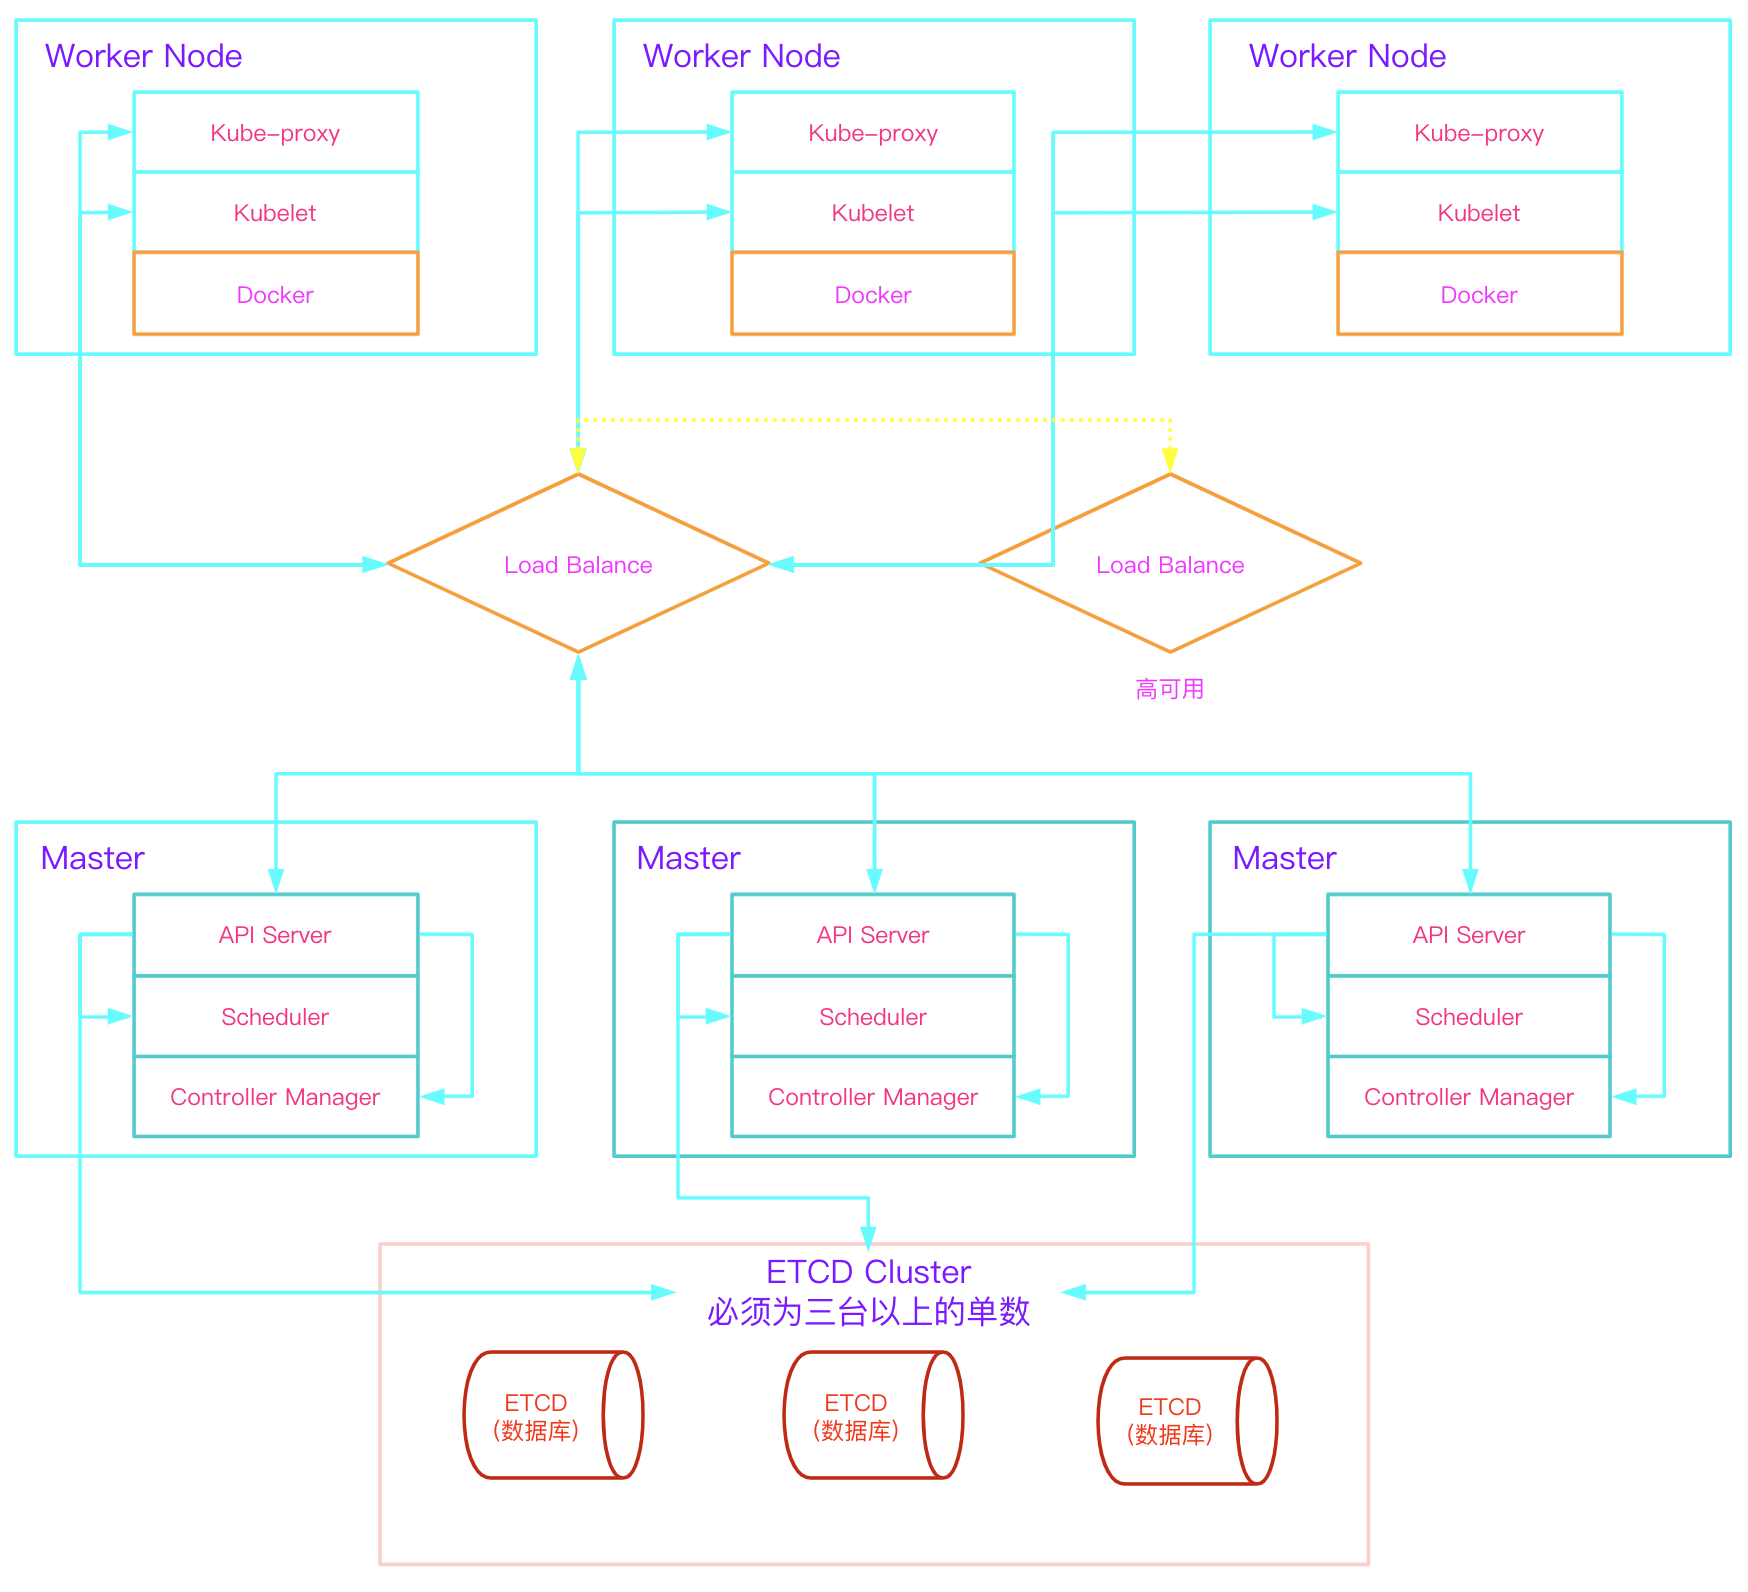 Worker Node
Kube-proxy
Kubelet
Docker
Worker Node
Kube-proxy
Kubelet
Docker
Worker Node
Kube-proxy
Kubelet
Docker
Load Balance
Load Balance
高可用
Master
API Server
Scheduler
Controller Manager
Master
API Server
Scheduler
Controller Manager
Master
API Server
Scheduler
Controller Manager
ETCD Cluster
必须为三台以上的单数
ETCD
(数据库)
ETCD
(数据库)
ETCD
(数据库)